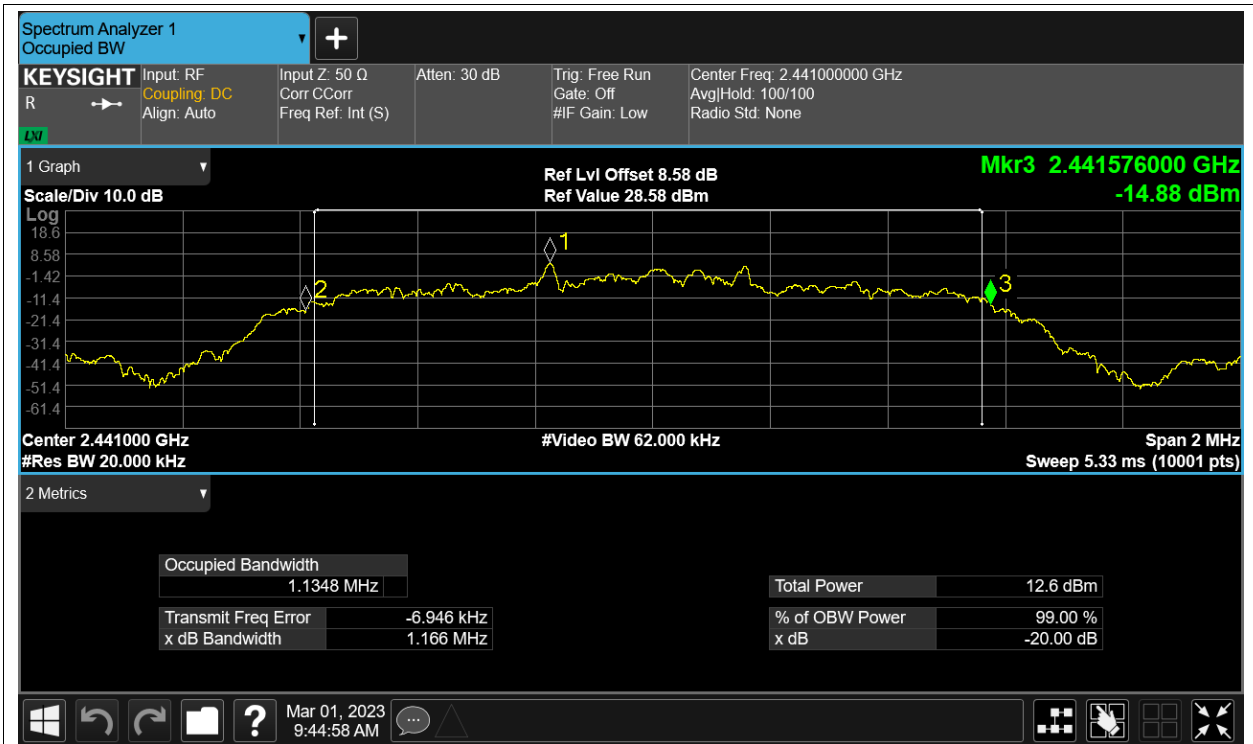 Spectrum Analyzer 1
Occupied BW
KEYSIGHT
R
LXI
Input: RF
Coupling: DC
Align: Auto
Input Z: 50 Ω
Corr CCorr
Freq Ref: Int (S)
Atten: 30 dB
Trig: Free Run
Gate: Off
#IF Gain: Low
Center Freq: 2.441000000 GHz
Avg|Hold: 100/100
Radio Std: None
1 Graph
Scale/Div 10.0 dB
Ref Lvl Offset 8.58 dB
Ref Value 28.58 dBm
Mkr3 2.441576000 GHz
-14.88 dBm
Log
18.6
8.58
-1.42
-11.4
-21.4
-31.4
-41.4
-51.4
-61.4
1
2
3
Center 2.441000 GHz
#Res BW 20.000 kHz
#Video BW 62.000 kHz
Span 2 MHz
Sweep 5.33 ms (10001 pts)
2 Metrics
Occupied Bandwidth
1.1348 MHz
Transmit Freq Error -6.946 kHz
x dB Bandwidth 1.166 MHz
Total Power 12.6 dBm
% of OBW Power 99.00 %
x dB -20.00 dB
?
Mar 01, 2023
9:44:58 AM